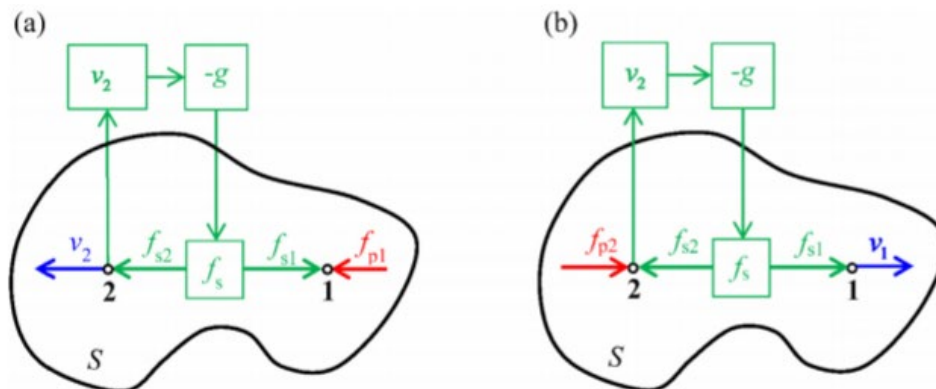 (a) (b)
v₂ -g v₂ -g
v₂ fₛ₂ fₛ fₛ₁ fₚ₁ fₚ₂ fₛ₂ fₛ fₛ₁ v₁
2 1 2 1
S S